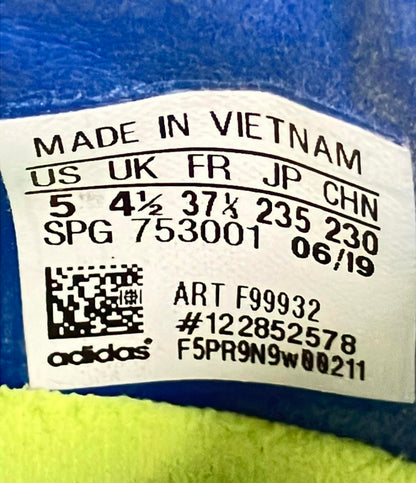 MADE IN VIETNAM
US UK FR JP CHN
5 4½ 37⅓ 235 230
SPG 753001 06/19
ART F99932
#122852578
adidas F5PR9N9w00211